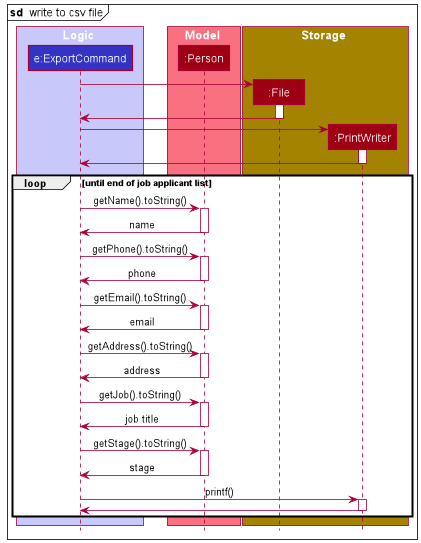 sd write to csv file
Logic Model Storage
e:ExportCommand :Person
:File
:PrintWriter
loop [until end of job applicant list]
getName().toString()
name
getPhone().toString()
phone
getEmail().toString()
email
getAddress().toString()
address
getJob().toString()
job title
getStage().toString()
stage
printf()